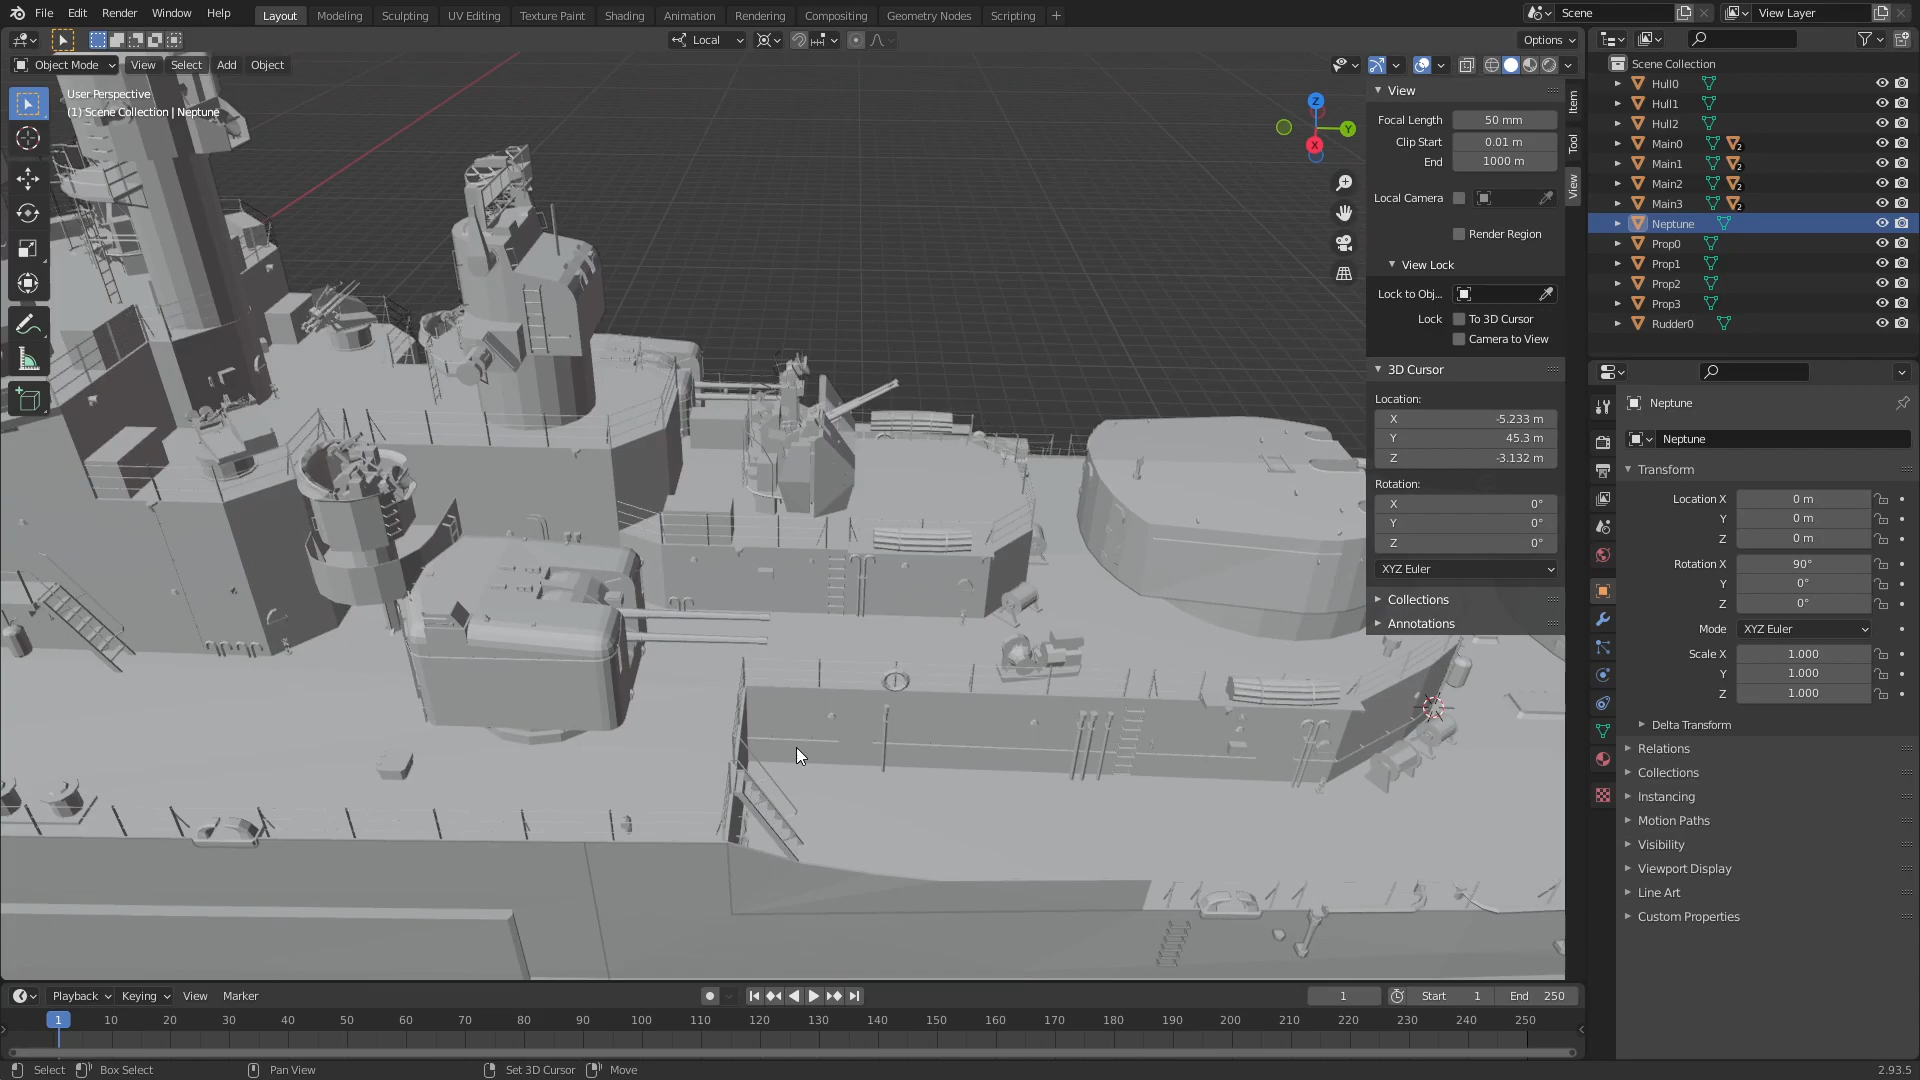 File Edit Render Window Help Layout Modeling Sculpting UV Editing Texture Paint Shading Animation Rendering Compositing Geometry Nodes Scripting + Scene View Layer
Local Options
Object Mode View Select Add Object
User Perspective
(1) Scene Collection | Neptune
Z
Y
X
View
Focal Length 50 mm
Clip Start 0.01 m
End 1000 m
Local Camera
Render Region
View Lock
Lock to Obj...
Lock To 3D Cursor
Camera to View
3D Cursor
Location:
X -5.233 m
Y 45.3 m
Z -3.132 m
Rotation:
X 0°
Y 0°
Z 0°
XYZ Euler
Collections
Annotations
Item
Tool
View
Scene Collection
Hull0
Hull1
Hull2
Main0 2
Main1 2
Main2 2
Main3 2
Neptune
Prop0
Prop1
Prop2
Prop3
Rudder0
Neptune
Neptune
Transform
Location X 0 m
Y 0 m
Z 0 m
Rotation X 90°
Y 0°
Z 0°
Mode XYZ Euler
Scale X 1.000
Y 1.000
Z 1.000
Delta Transform
Relations
Collections
Instancing
Motion Paths
Visibility
Viewport Display
Line Art
Custom Properties
Playback Keying View Marker 1 Start 1 End 250
1 10 20 30 40 50 60 70 80 90 100 110 120 130 140 150 160 170 180 190 200 210 220 230 240 250
Select Box Select Pan View Set 3D Cursor Move 2.93.5